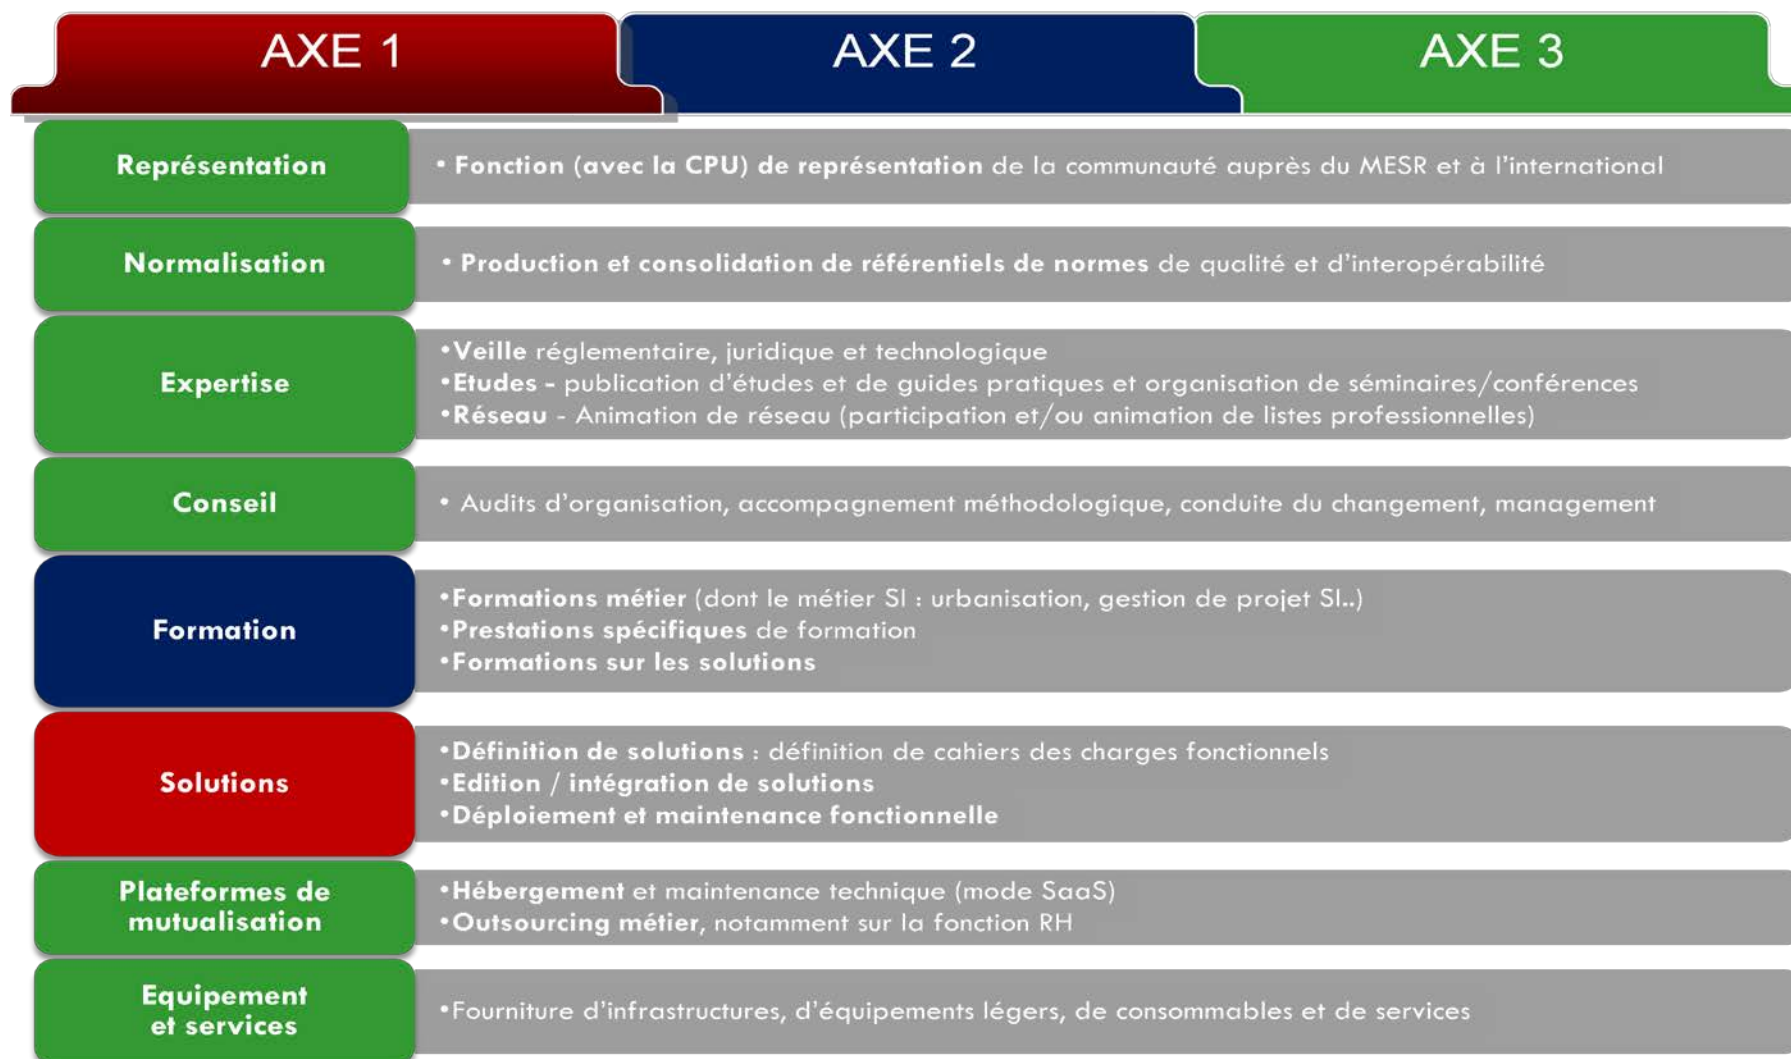 AXE 1
AXE 2
AXE 3
Représentation
• Fonction (avec la CPU) de représentation de la communauté auprès du MESR et à l'international
Normalisation
• Production et consolidation de référentiels de normes de qualité et d'interopérabilité
Expertise
•Veille réglementaire, juridique et technologique
•Etudes - publication d'études et de guides pratiques et organisation de séminaires/conférences
•Réseau - Animation de réseau (participation et/ou animation de listes professionnelles)
Conseil
• Audits d'organisation, accompagnement méthodologique, conduite du changement, management
Formation
•Formations métier (dont le métier SI : urbanisation, gestion de projet SI..)
•Prestations spécifiques de formation
•Formations sur les solutions
Solutions
•Définition de solutions : définition de cahiers des charges fonctionnels
•Edition / intégration de solutions
•Déploiement et maintenance fonctionnelle
Plateformes de
mutualisation
•Hébergement et maintenance technique (mode SaaS)
•Outsourcing métier, notamment sur la fonction RH
Equipement
et services
•Fourniture d'infrastructures, d'équipements légers, de consommables et de services